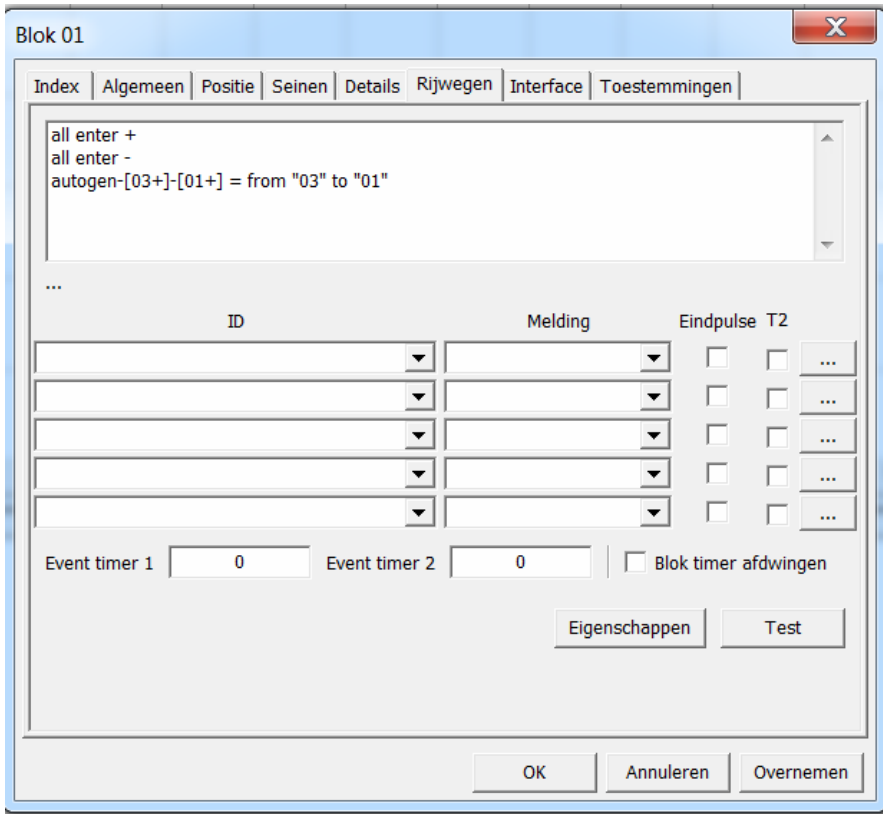 Blok 01
Index Algemeen Positie Seinen Details Rijwegen Interface Toestemmingen
all enter +
all enter -
autogen-[03+]-[01+] = from "03" to "01"
...
ID Melding Eindpulse T2
...
...
...
...
...
Event timer 1 0 Event timer 2 0 Blok timer afdwingen
Eigenschappen Test
OK Annuleren Overnemen